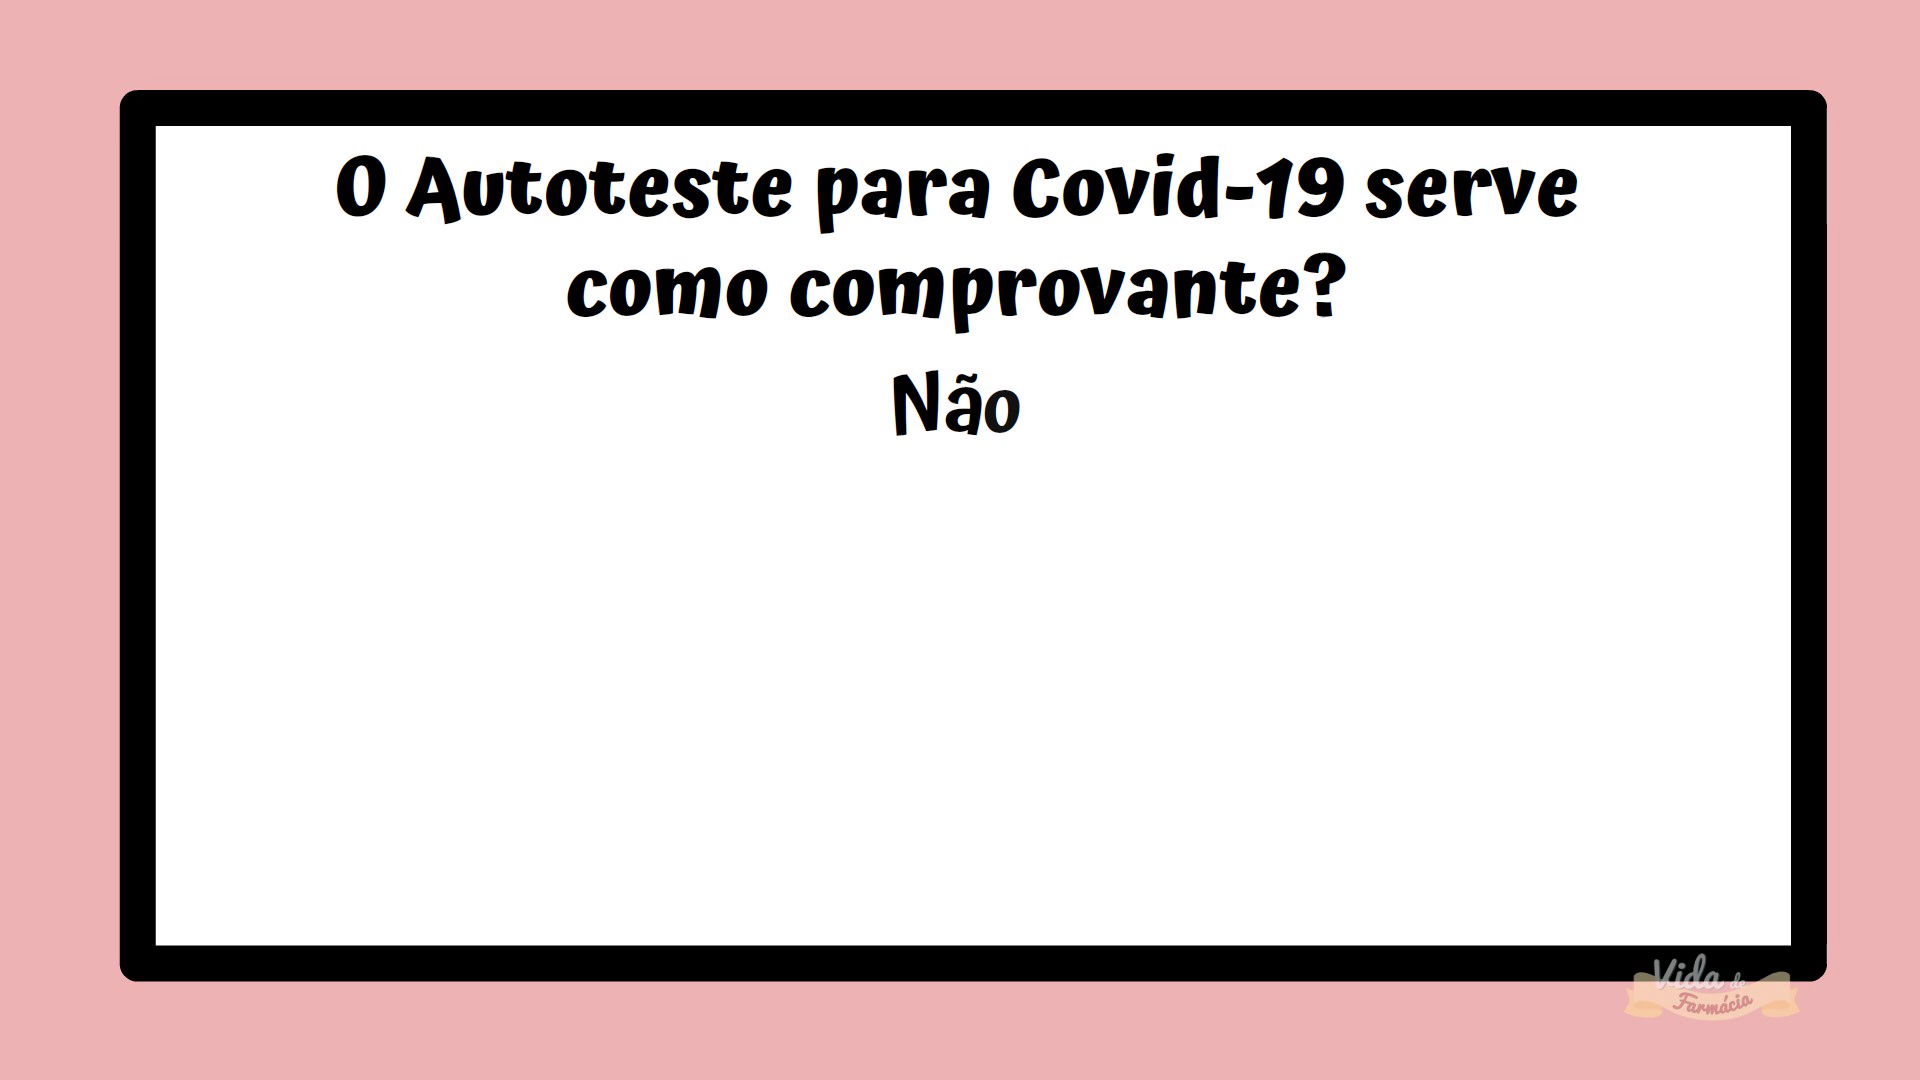 O Autoteste para Covid-19 serve
como comprovante?
Não
Vida de
Farmácia